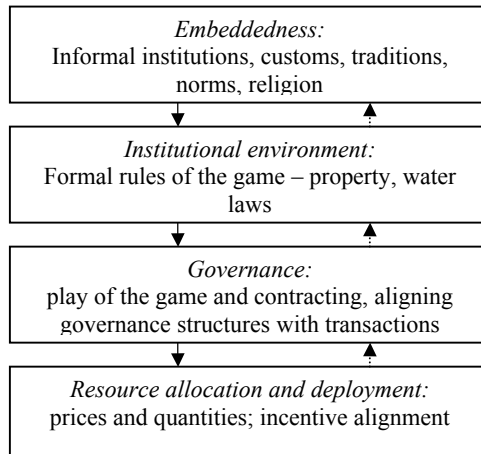 Embeddedness:
Informal institutions, customs, traditions,
norms, religion
Institutional environment:
Formal rules of the game – property, water
laws
Governance:
play of the game and contracting, aligning
governance structures with transactions
Resource allocation and deployment:
prices and quantities; incentive alignment